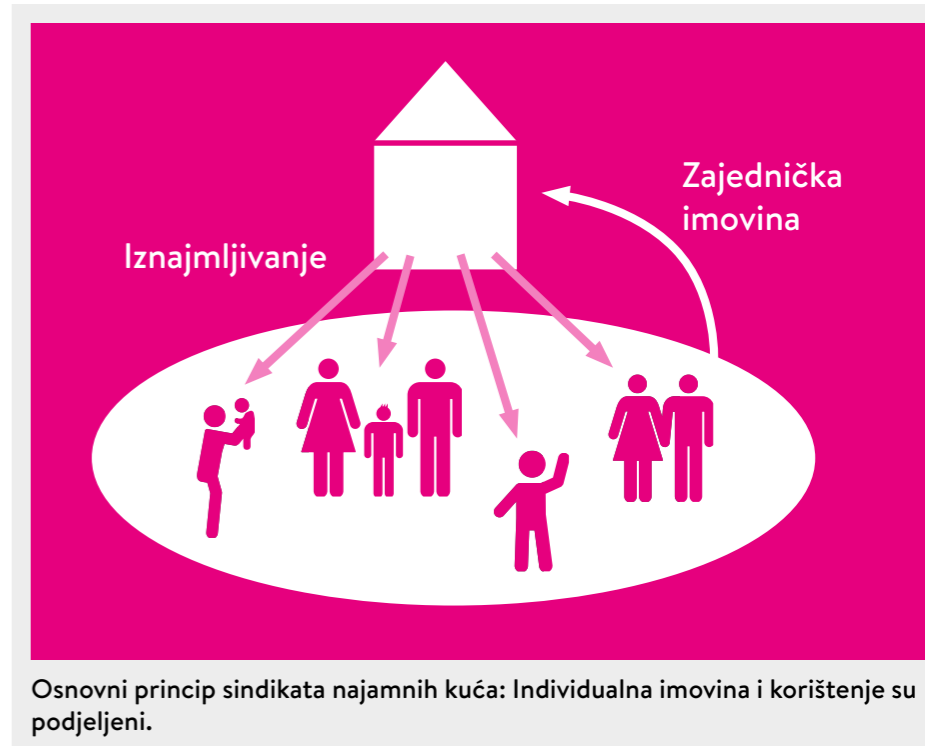 Iznajmljivanje
Zajednička
imovina
Osnovni princip sindikata najamnih kuća: Individualna imovina i korištenje su
podjeljeni.